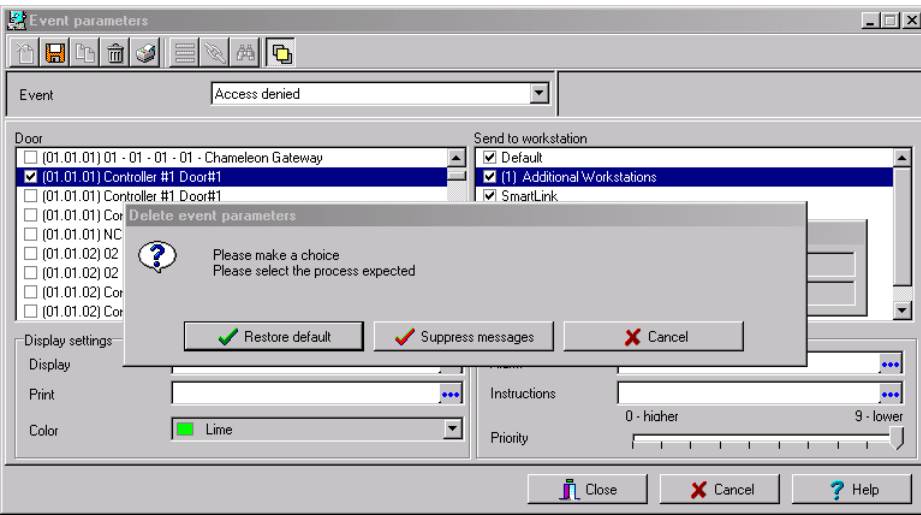 Event parameters
Event
Access denied
Door
Send to workstation
(01.01.01) 01 - 01 - 01 - 01 - Chameleon Gateway
Default
(01.01.01) Controller #1 Door#1
(1) Additional Workstations
(01.01.01) Controller #1 Door#1
SmartLink
(01.01.01) Cor
Delete event parameters
(01.01.01) NC
(01.01.02) 02
(01.01.02) 02
(01.01.02) Cor
(01.01.02) Cor
Please make a choice
Please select the process expected
Restore default
Suppress messages
Cancel
Display settings
Display
Print
Instructions
0 - higher
9 - lower
Color
Lime
Priority
Close
Cancel
Help